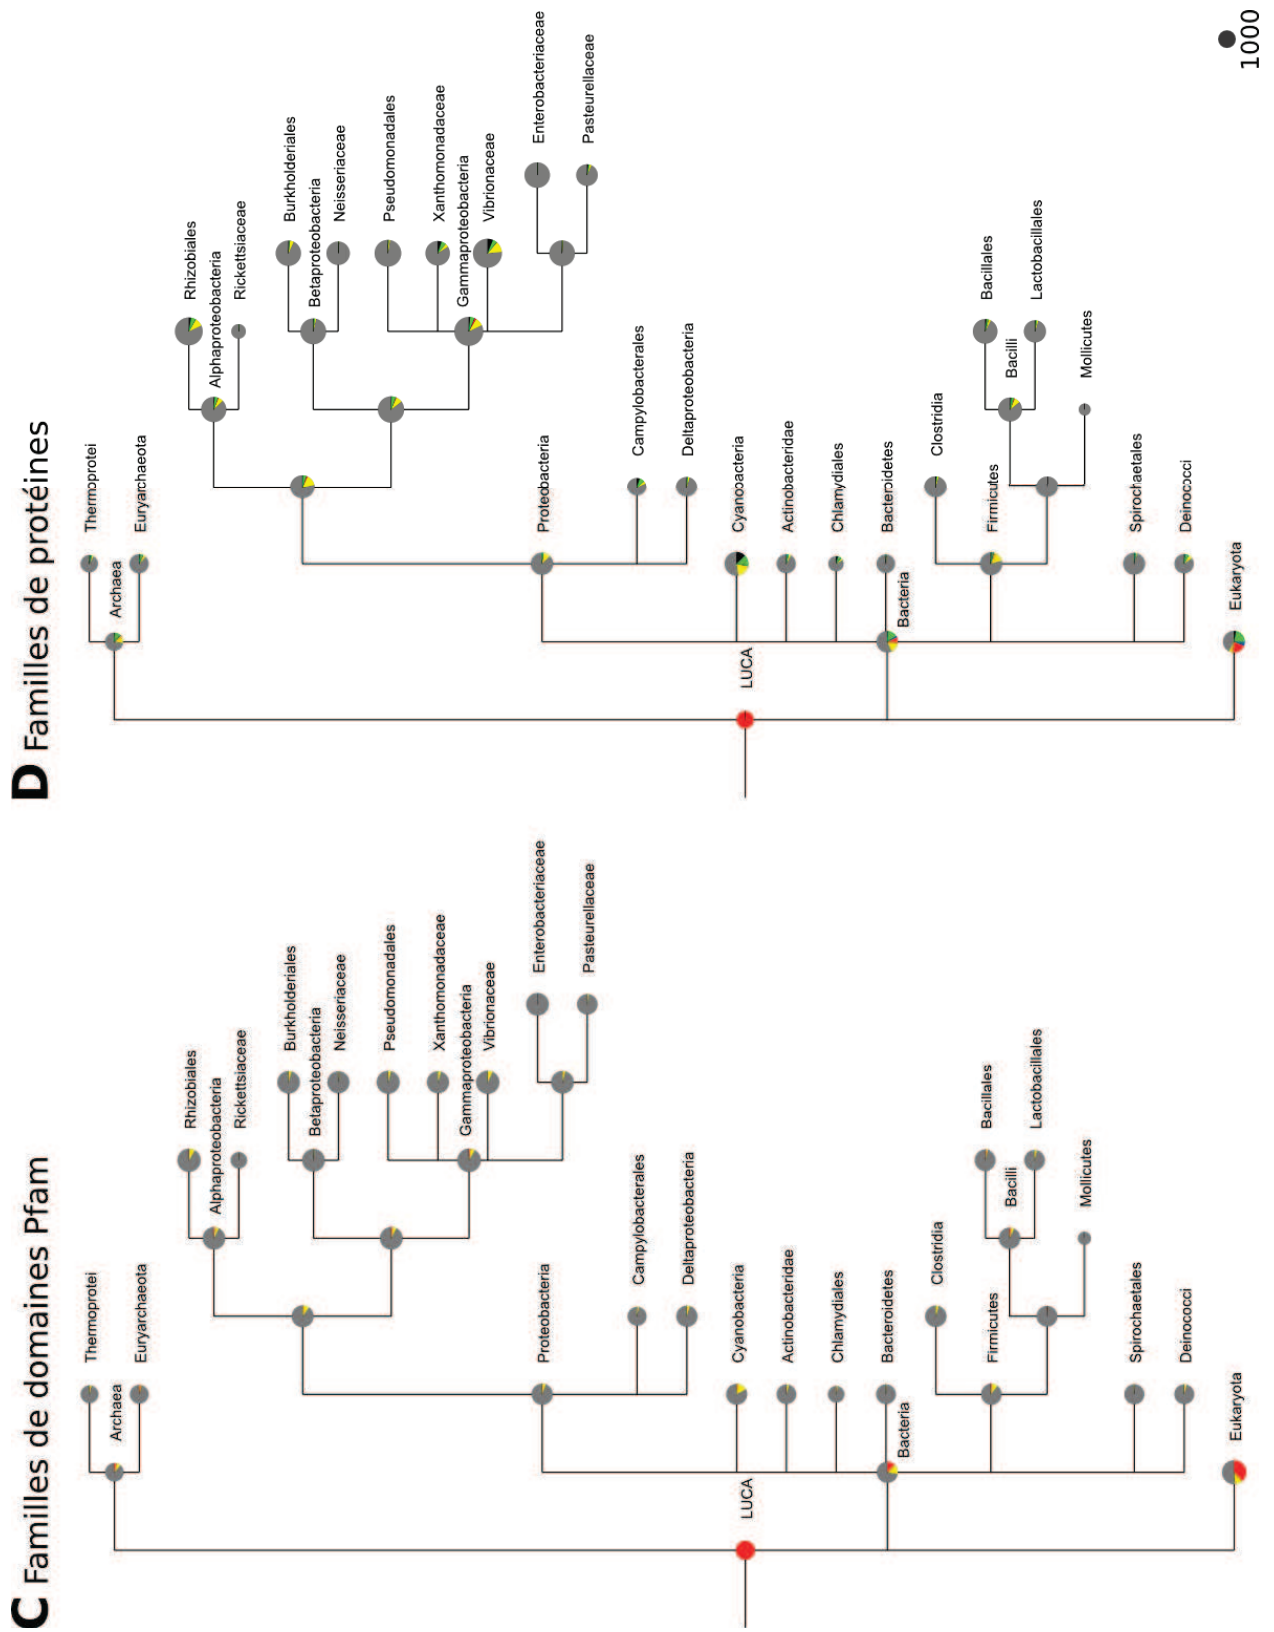 D Familles de protéines
Thermoprotei
Archaea
Euryarchaeota
Rhizobiales
Alphaproteobacteria
Rickettsiaceae
Burkholderiales
Betaproteobacteria
Neisseriaceae
Pseudomonadales
Xanthomonadaceae
Gammaproteobacteria
Vibrionaceae
Enterobacteriaceae
Pasteurellaceae
Proteobacteria
Campylobacterales
Deltaproteobacteria
Cyanobacteria
LUCA
Actinobacteridae
Chlamydiales
Bacteroidetes
Bacteria
Clostridia
Firmicutes
Bacillales
Bacilli
Lactobacillales
Mollicutes
Spirochaetales
Deinococci
Eukaryota
1000
C Familles de domaines Pfam
Thermoprotei
Archaea
Euryarchaeota
Rhizobiales
Alphaproteobacteria
Rickettsiaceae
Burkholderiales
Betaproteobacteria
Neisseriaceae
Pseudomonadales
Xanthomonadaceae
Gammaproteobacteria
Vibrionaceae
Enterobacteriaceae
Pasteurellaceae
Proteobacteria
Campylobacterales
Deltaproteobacteria
Cyanobacteria
LUCA
Actinobacteridae
Chlamydiales
Bacteroidetes
Bacteria
Clostridia
Firmicutes
Bacillales
Bacilli
Lactobacillales
Mollicutes
Spirochaetales
Deinococci
Eukaryota